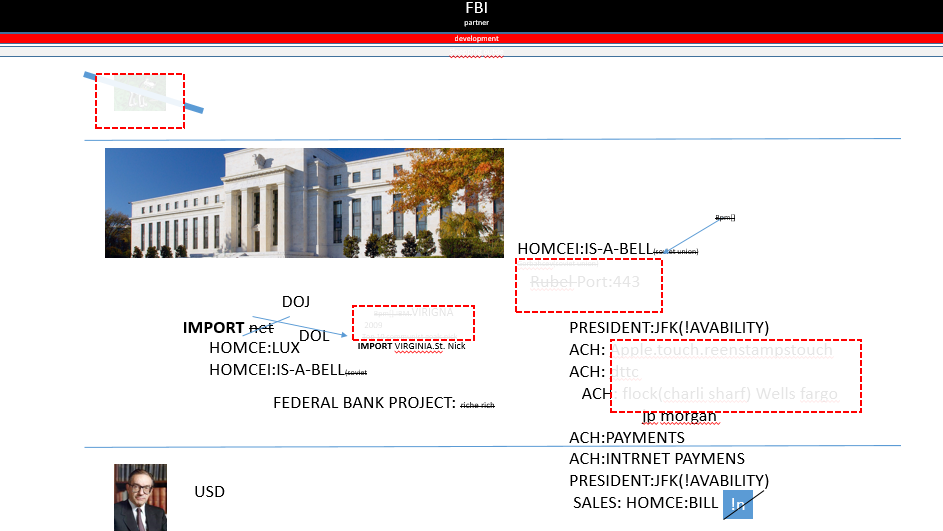 FBI
partner
development
8pm[]
HOMCEI:IS-A-BELL(soviet union)
Rubel Port:443
DOJ
VIRIGNA
2009
IMPORT net
DOL
IMPORT VIRGINIA.St. Nick
HOMCE:LUX
HOMCEI:IS-A-BELL(soviet
FEDERAL BANK PROJECT: riche rich
PRESIDENT:JFK(!AVABILITY)
ACH: Apple.touch.reenstampstouch
ACH: dttc
ACH: flock(charli sharf) Wells fargo
jp morgan
ACH:PAYMENTS
ACH:INTRNET PAYMENS
PRESIDENT:JFK(!AVABILITY)
SALES: HOMCE:BILL !n
USD